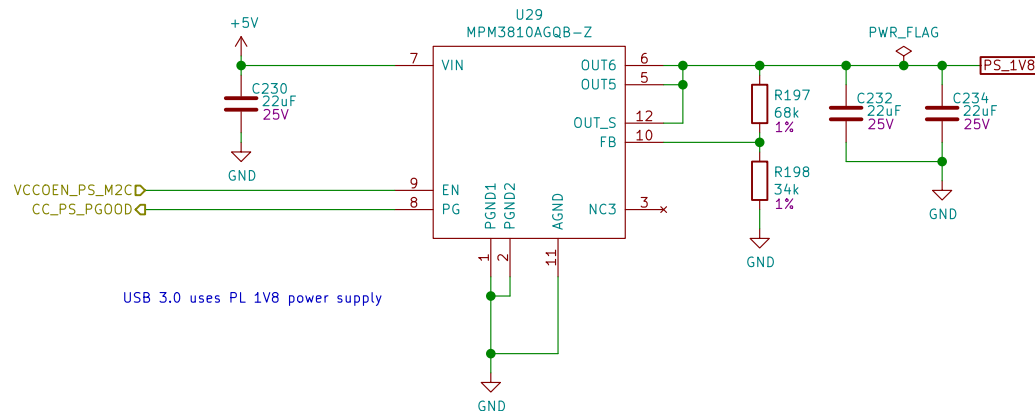 U29
MPM3810AGQB-Z
+5V
PWR_FLAG
7 VIN
OUT6 6
PS_1V8
OUT5 5
C230
22uF
25V
R197
68k
1%
C232
22uF
25V
C234
22uF
25V
OUT_S 12
FB 10
GND
R198
34k
1%
VCCOEN_PS_M2C
9 EN
CC_PS_PGOOD
8 PG
NC3 3
GND
PGND1
PGND2
AGND
1
2
11
GND
USB 3.0 uses PL 1V8 power supply
GND